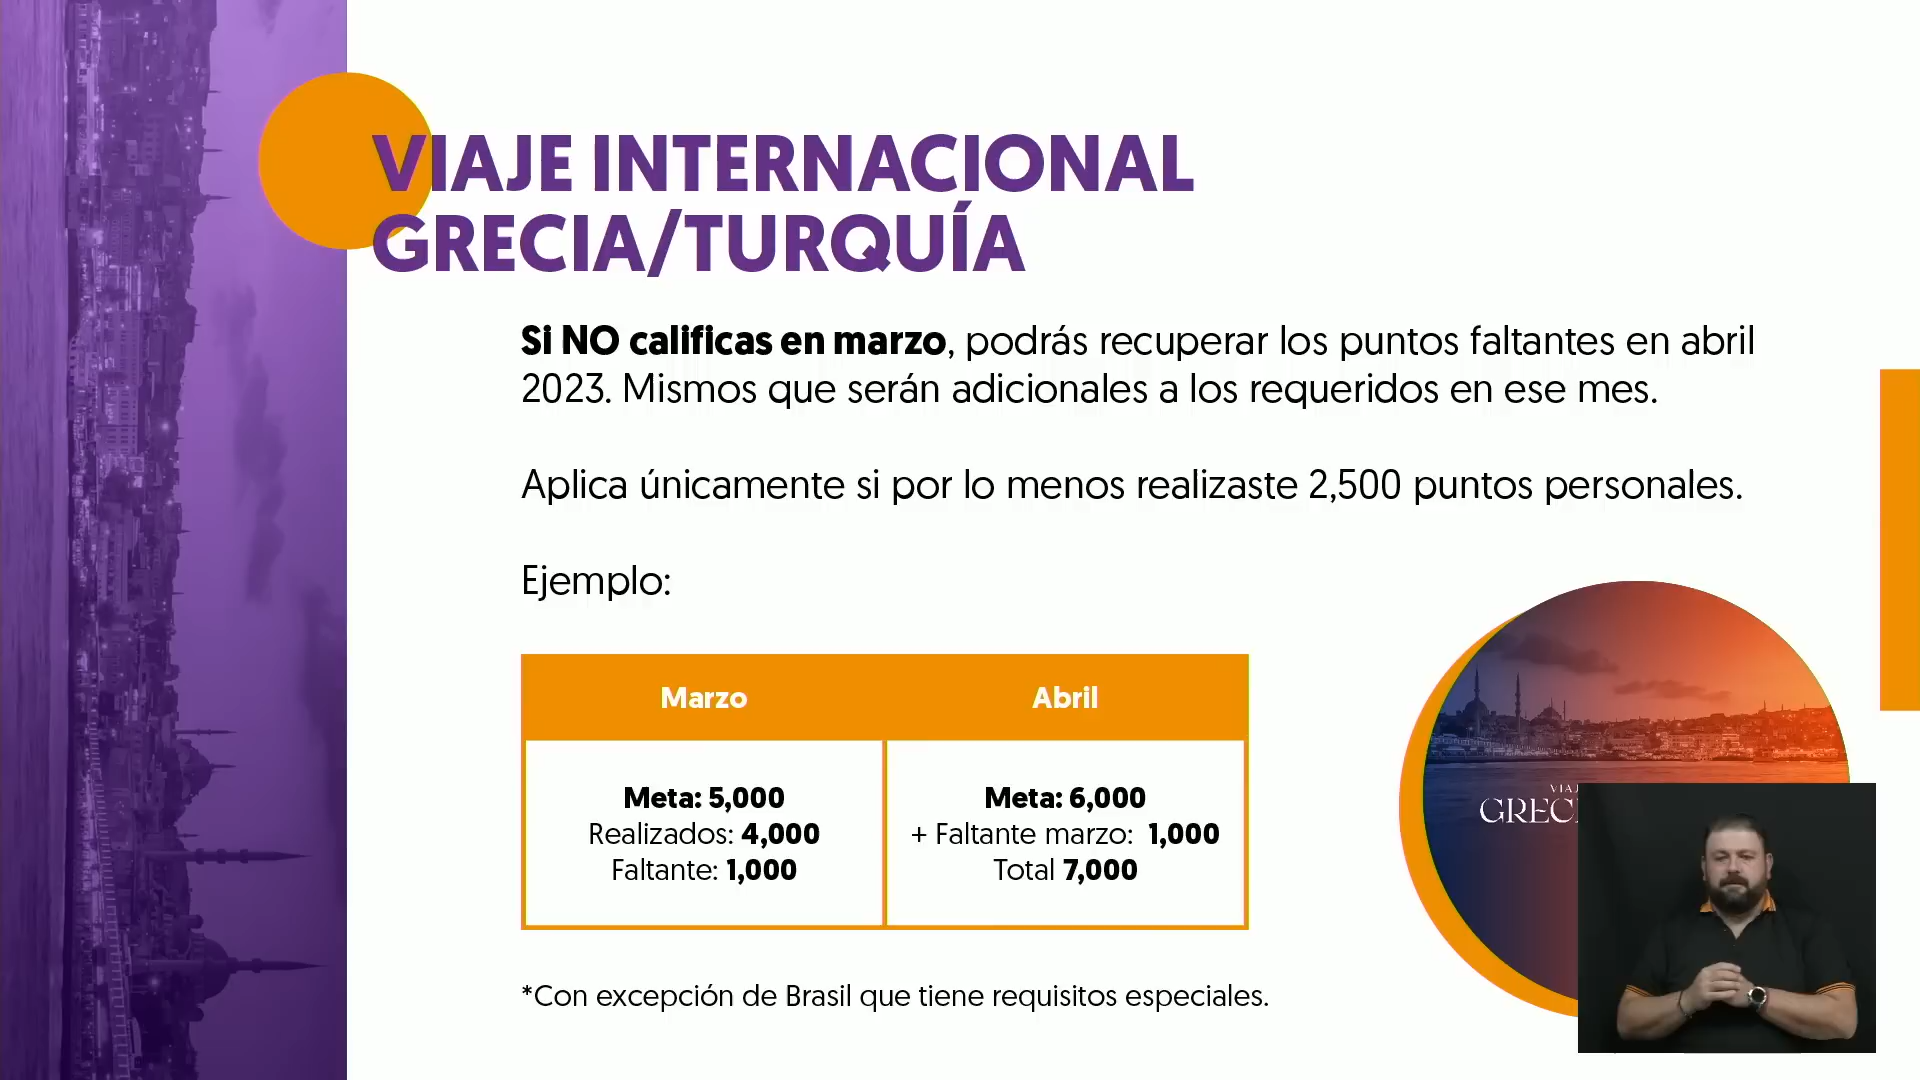 VIAJE INTERNACIONAL
GRECIA/TURQUÍA
Si NO calificas en marzo, podrás recuperar los puntos faltantes en abril
2023. Mismos que serán adicionales a los requeridos en ese mes.
Aplica únicamente si por lo menos realizaste 2,500 puntos personales.
Ejemplo:
Marzo
Abril
Meta: 5,000
Realizados: 4,000
Faltante: 1,000
Meta: 6,000
+ Faltante marzo: 1,000
Total 7,000
*Con excepción de Brasil que tiene requisitos especiales.